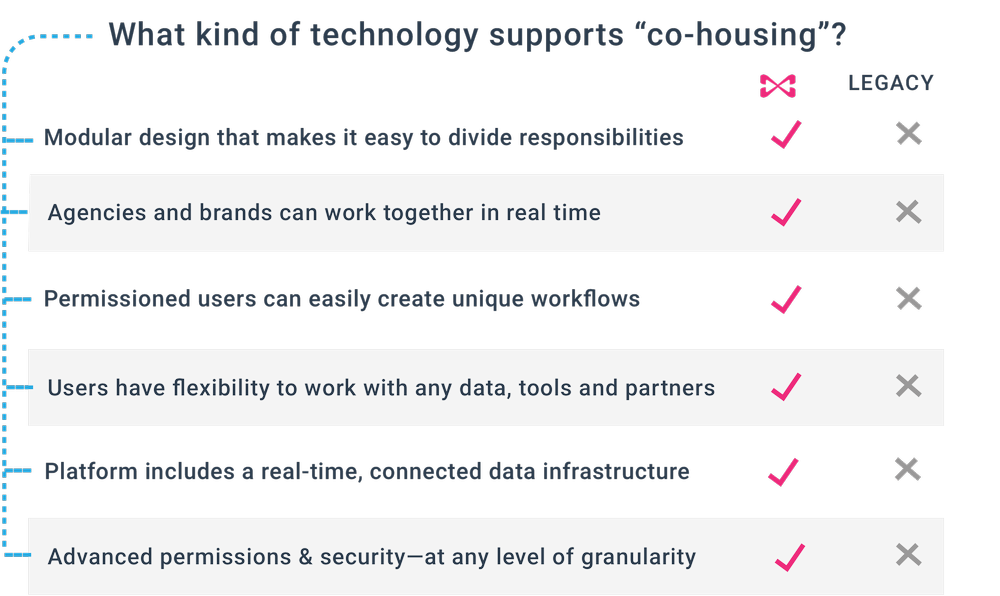 What kind of technology supports “co-housing”?
LEGACY
Modular design that makes it easy to divide responsibilities
Agencies and brands can work together in real time
Permissioned users can easily create unique workflows
Users have flexibility to work with any data, tools and partners
Platform includes a real-time, connected data infrastructure
Advanced permissions & security—at any level of granularity